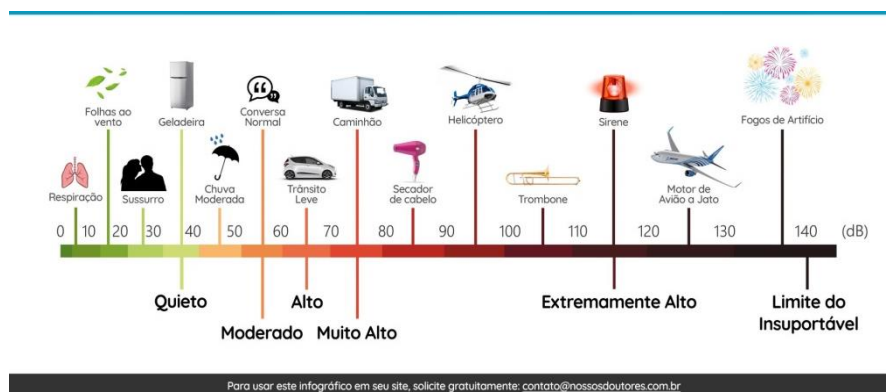 Folhas ao
vento
Geladeira
Conversa
Normal
Caminhão
Helicóptero
Sirene
Fogos de Artifício
Respiração
Sussurro
Chuva
Moderada
Trânsito
Leve
Secador
de cabelo
Trombone
Motor de
Avião a Jato
0 10 20 30 40 50 60 70 80 90 100 110 120 130 140 (dB)
Quieto
Alto
Extremamente Alto
Limite do
Insuportável
Moderado
Muito Alto
Para usar este infográfico em seu site, solicite gratuitamente: contato@nossosdoutores.com.br